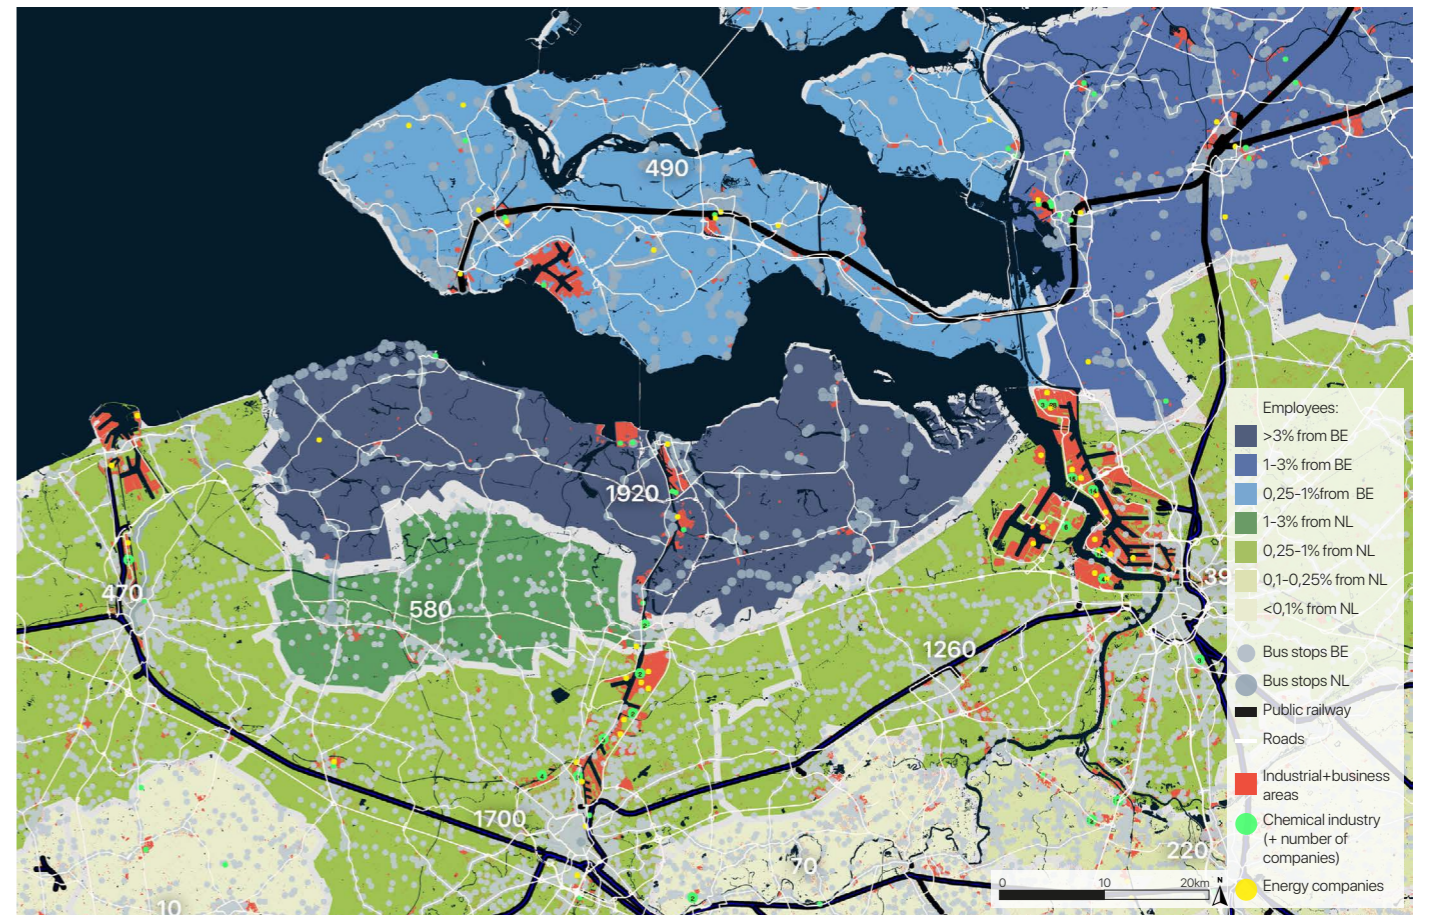 490
1920
470
580
1260
39
1700
70
220
10
Employees:
>3% from BE
1-3% from BE
0,25-1%from BE
1-3% from NL
0,25-1% from NL
0,1-0,25% from NL
<0,1% from NL
Bus stops BE
Bus stops NL
Public railway
Roads
Industrial+business
areas
Chemical industry
(+ number of
companies)
Energy companies
0 10 20km
N